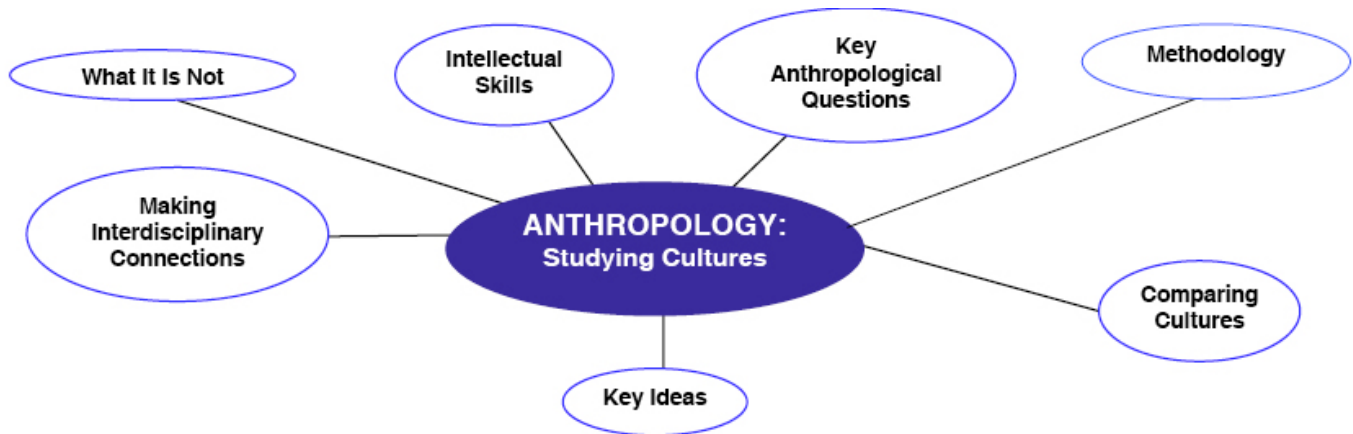 What It Is Not
Intellectual
Skills
Key
Anthropological
Questions
Methodology
Making
Interdisciplinary
Connections
ANTHROPOLOGY:
Studying Cultures
Comparing
Cultures
Key Ideas